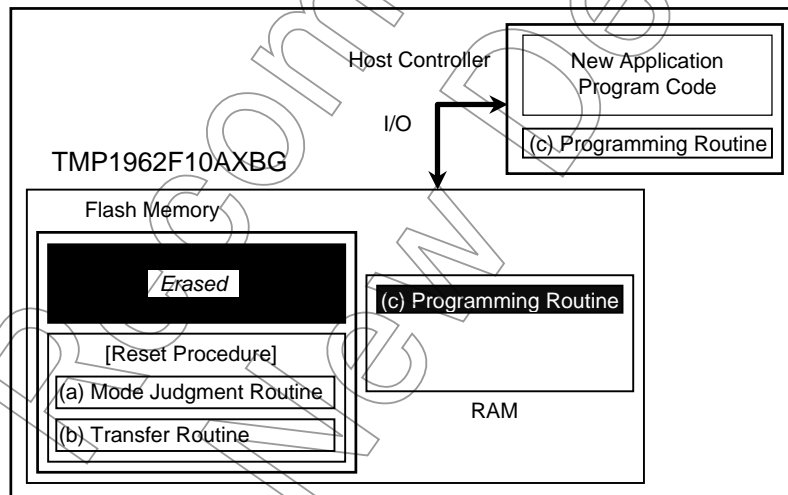 Host Controller
New Application
Program Code
I/O
(c) Programming Routine
TMP1962F10AXBG
Flash Memory
Erased
(c) Programming Routine
[Reset Procedure]
(a) Mode Judgment Routine
(b) Transfer Routine
RAM